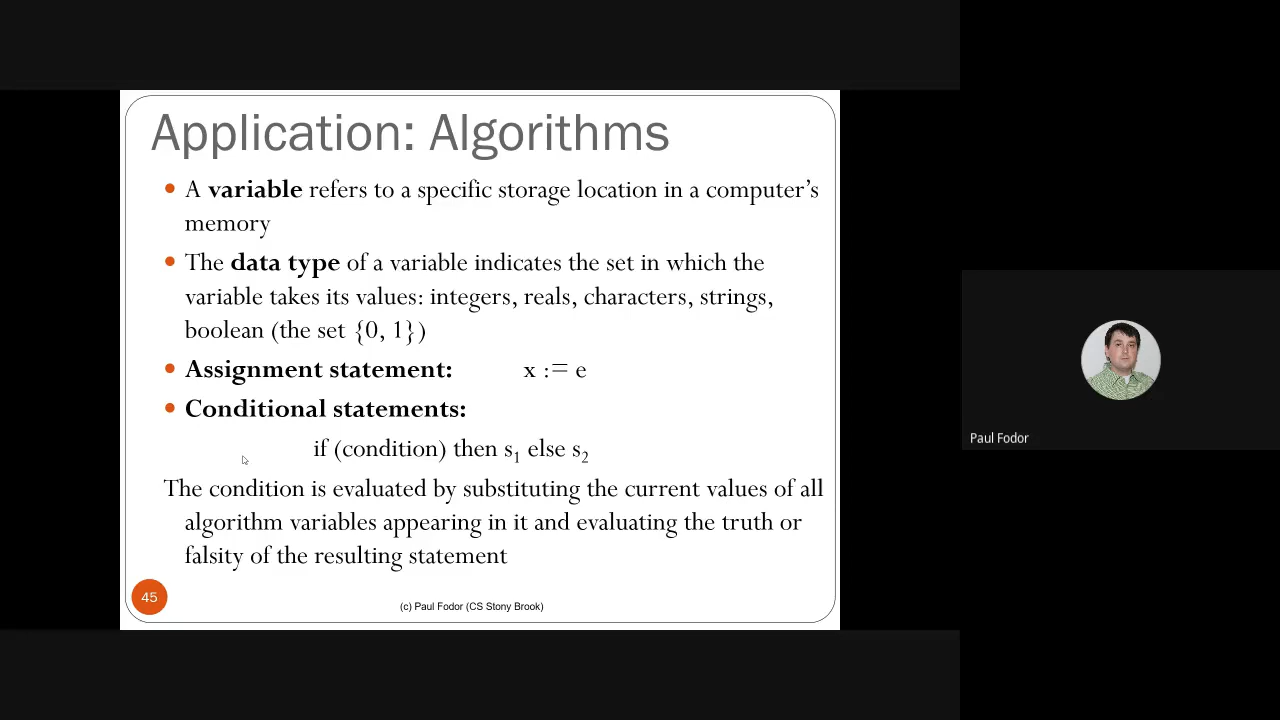 Application: Algorithms
• A variable refers to a specific storage location in a computer’s
memory
• The data type of a variable indicates the set in which the
variable takes its values: integers, reals, characters, strings,
boolean (the set {0, 1})
• Assignment statement: x := e
• Conditional statements:
if (condition) then s₁ else s₂
The condition is evaluated by substituting the current values of all
algorithm variables appearing in it and evaluating the truth or
falsity of the resulting statement
45
(c) Paul Fodor (CS Stony Brook)
Paul Fodor